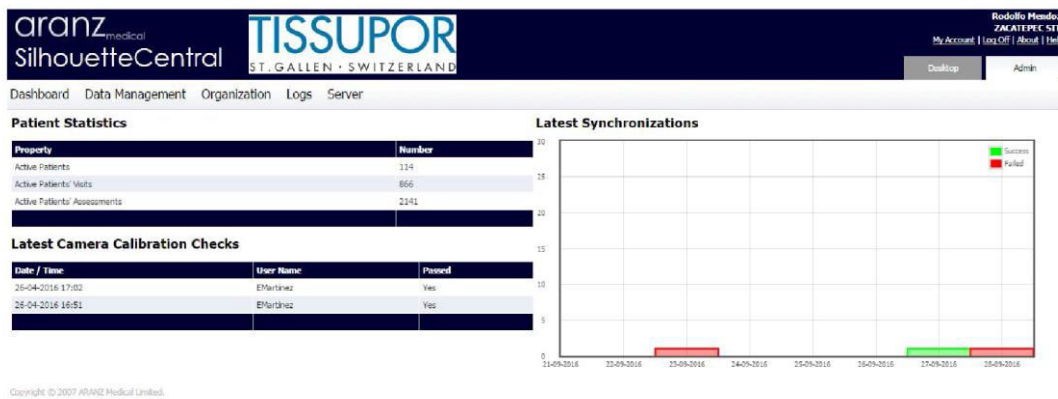 aranz medical
SilhouetteCentral
TISSUPOR
ST. GALLEN · SWITZERLAND
Rodolfo Mendoz
ZACATEPEC STI
My Account | Log Off | About | Hel
Desktop Admin
Dashboard Data Management Organization Logs Server
Patient Statistics
Property Number
Active Patients 114
Active Patients' Visits 866
Active Patients' Assessments 2141
Latest Camera Calibration Checks
Date / Time User Name Passed
26-04-2016 17:02 EMartinez Yes
26-04-2016 16:51 EMartinez Yes
Latest Synchronizations
30
25
20
15
10
5
0
Success
Failed
21-09-2016 22-09-2016 23-09-2016 24-09-2016 25-09-2016 26-09-2016 27-09-2016 28-09-2016
Copyright © 2007 ARANZ Medical Limited.